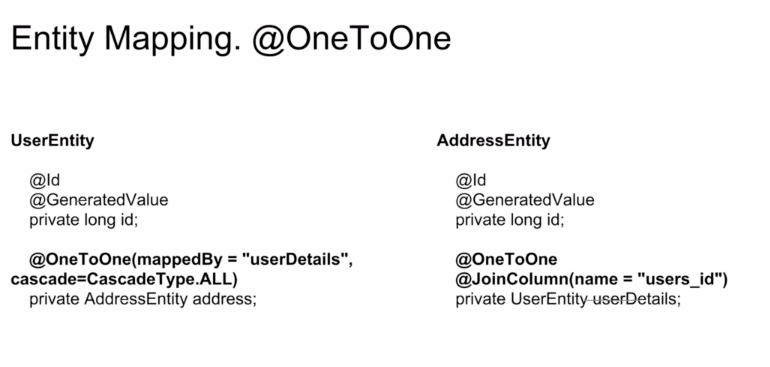 Entity Mapping. @OneToOne
UserEntity
@Id
@GeneratedValue
private long id;
@OneToOne(mappedBy = "userDetails",
cascade=CascadeType.ALL)
private AddressEntity address;
AddressEntity
@Id
@GeneratedValue
private long id;
@OneToOne
@JoinColumn(name = "users_id")
private UserEntity userDetails;